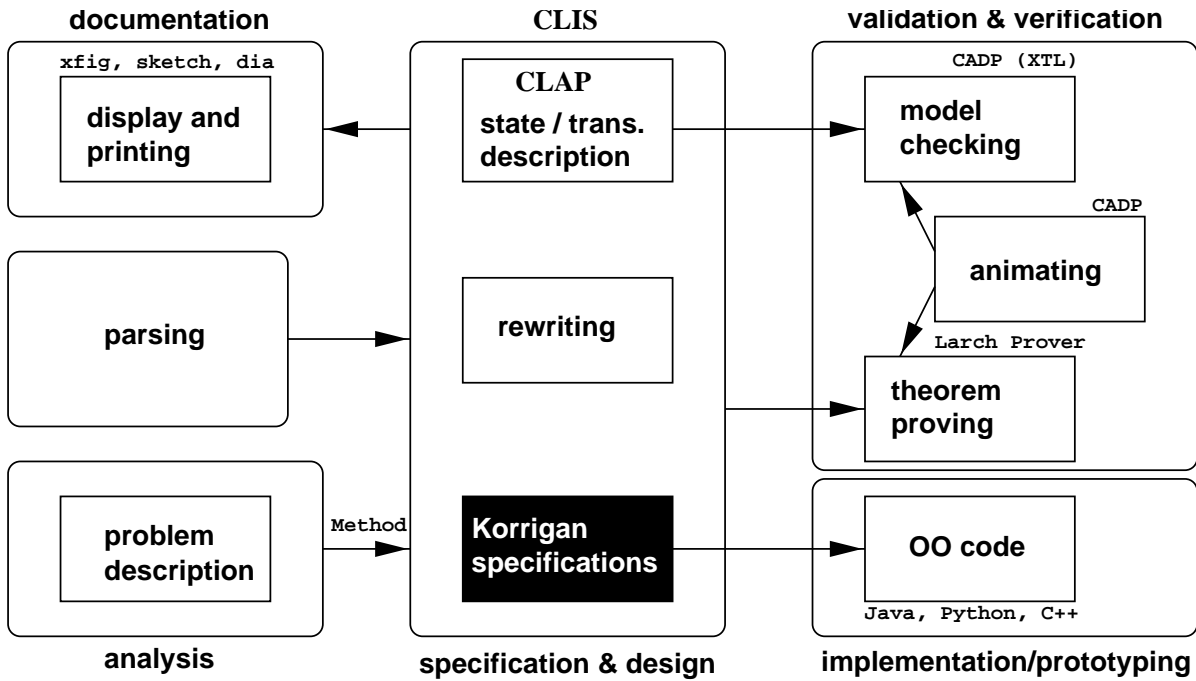 documentation
xfig, sketch, dia
display and
printing
parsing
problem
description
analysis
Method
CLIS
CLAP
state / trans.
description
rewriting
Korrigan
specifications
specification & design
validation & verification
CADP (XTL)
model
checking
CADP
animating
Larch Prover
theorem
proving
OO code
Java, Python, C++
implementation/prototyping